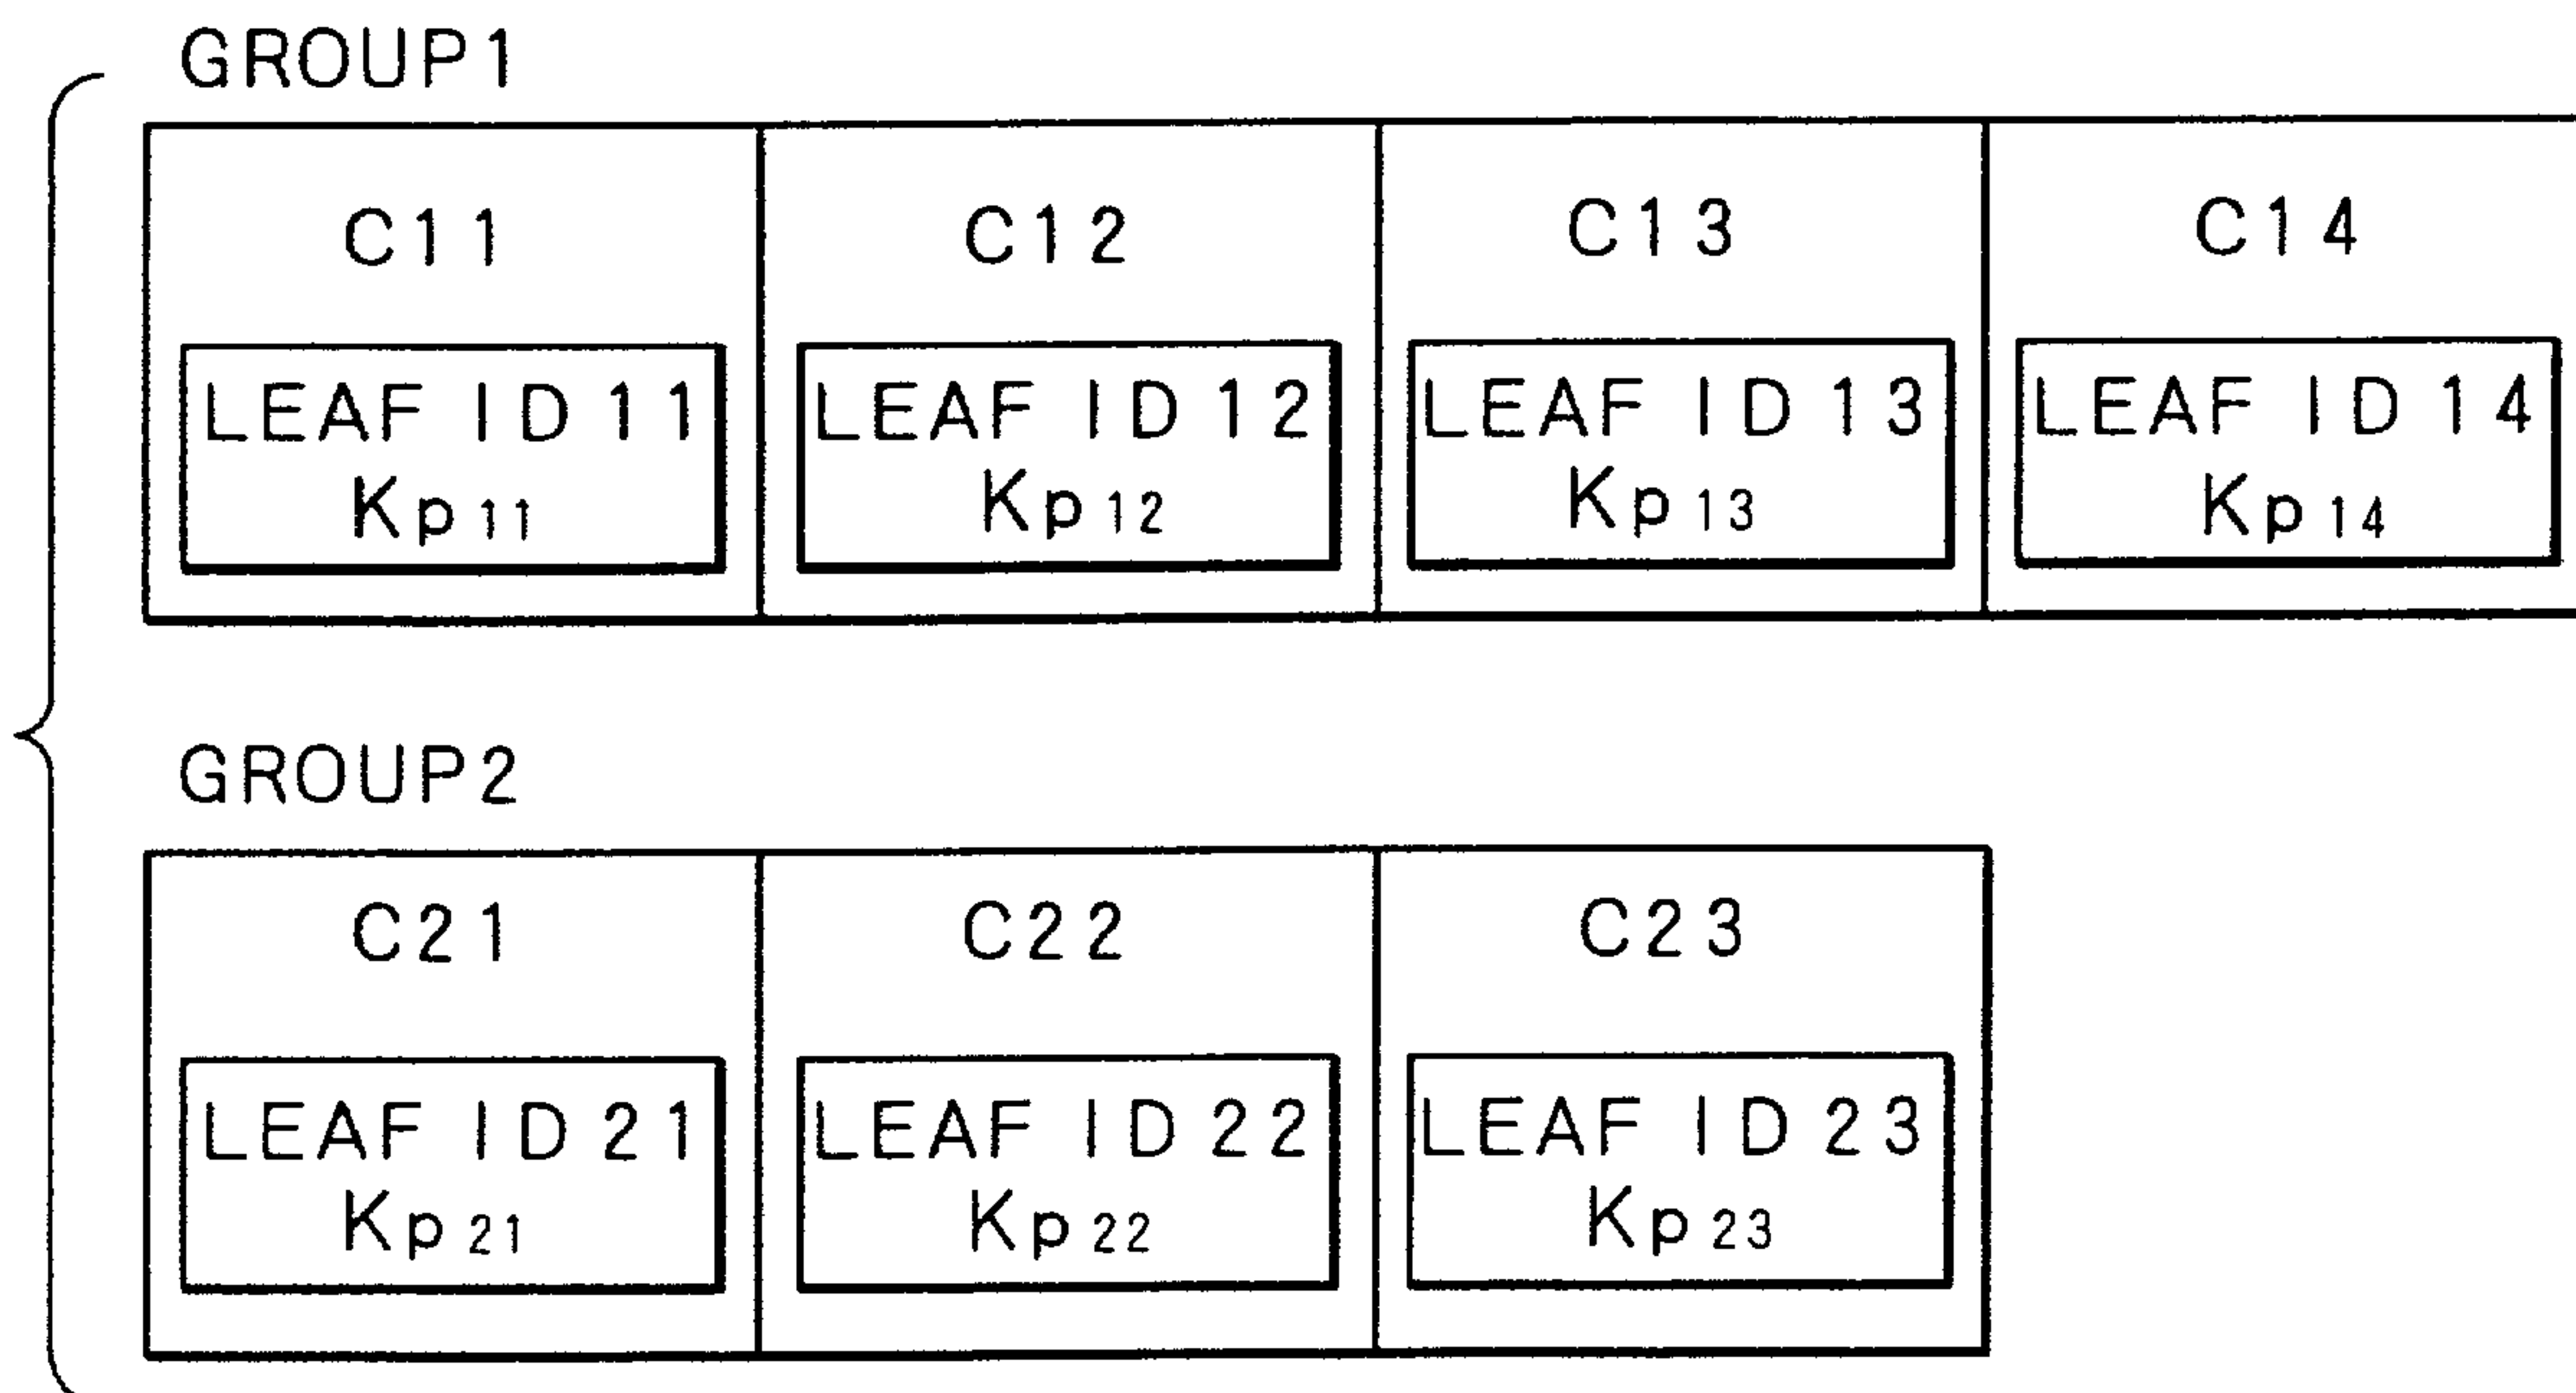 GROUP1
C11 C12 C13 C14
LEAF ID11 LEAF ID12 LEAF ID13 LEAF ID14
Kp11 Kp12 Kp13 Kp14
GROUP2
C21 C22 C23
LEAF ID21 LEAF ID22 LEAF ID23
Kp21 Kp22 Kp23